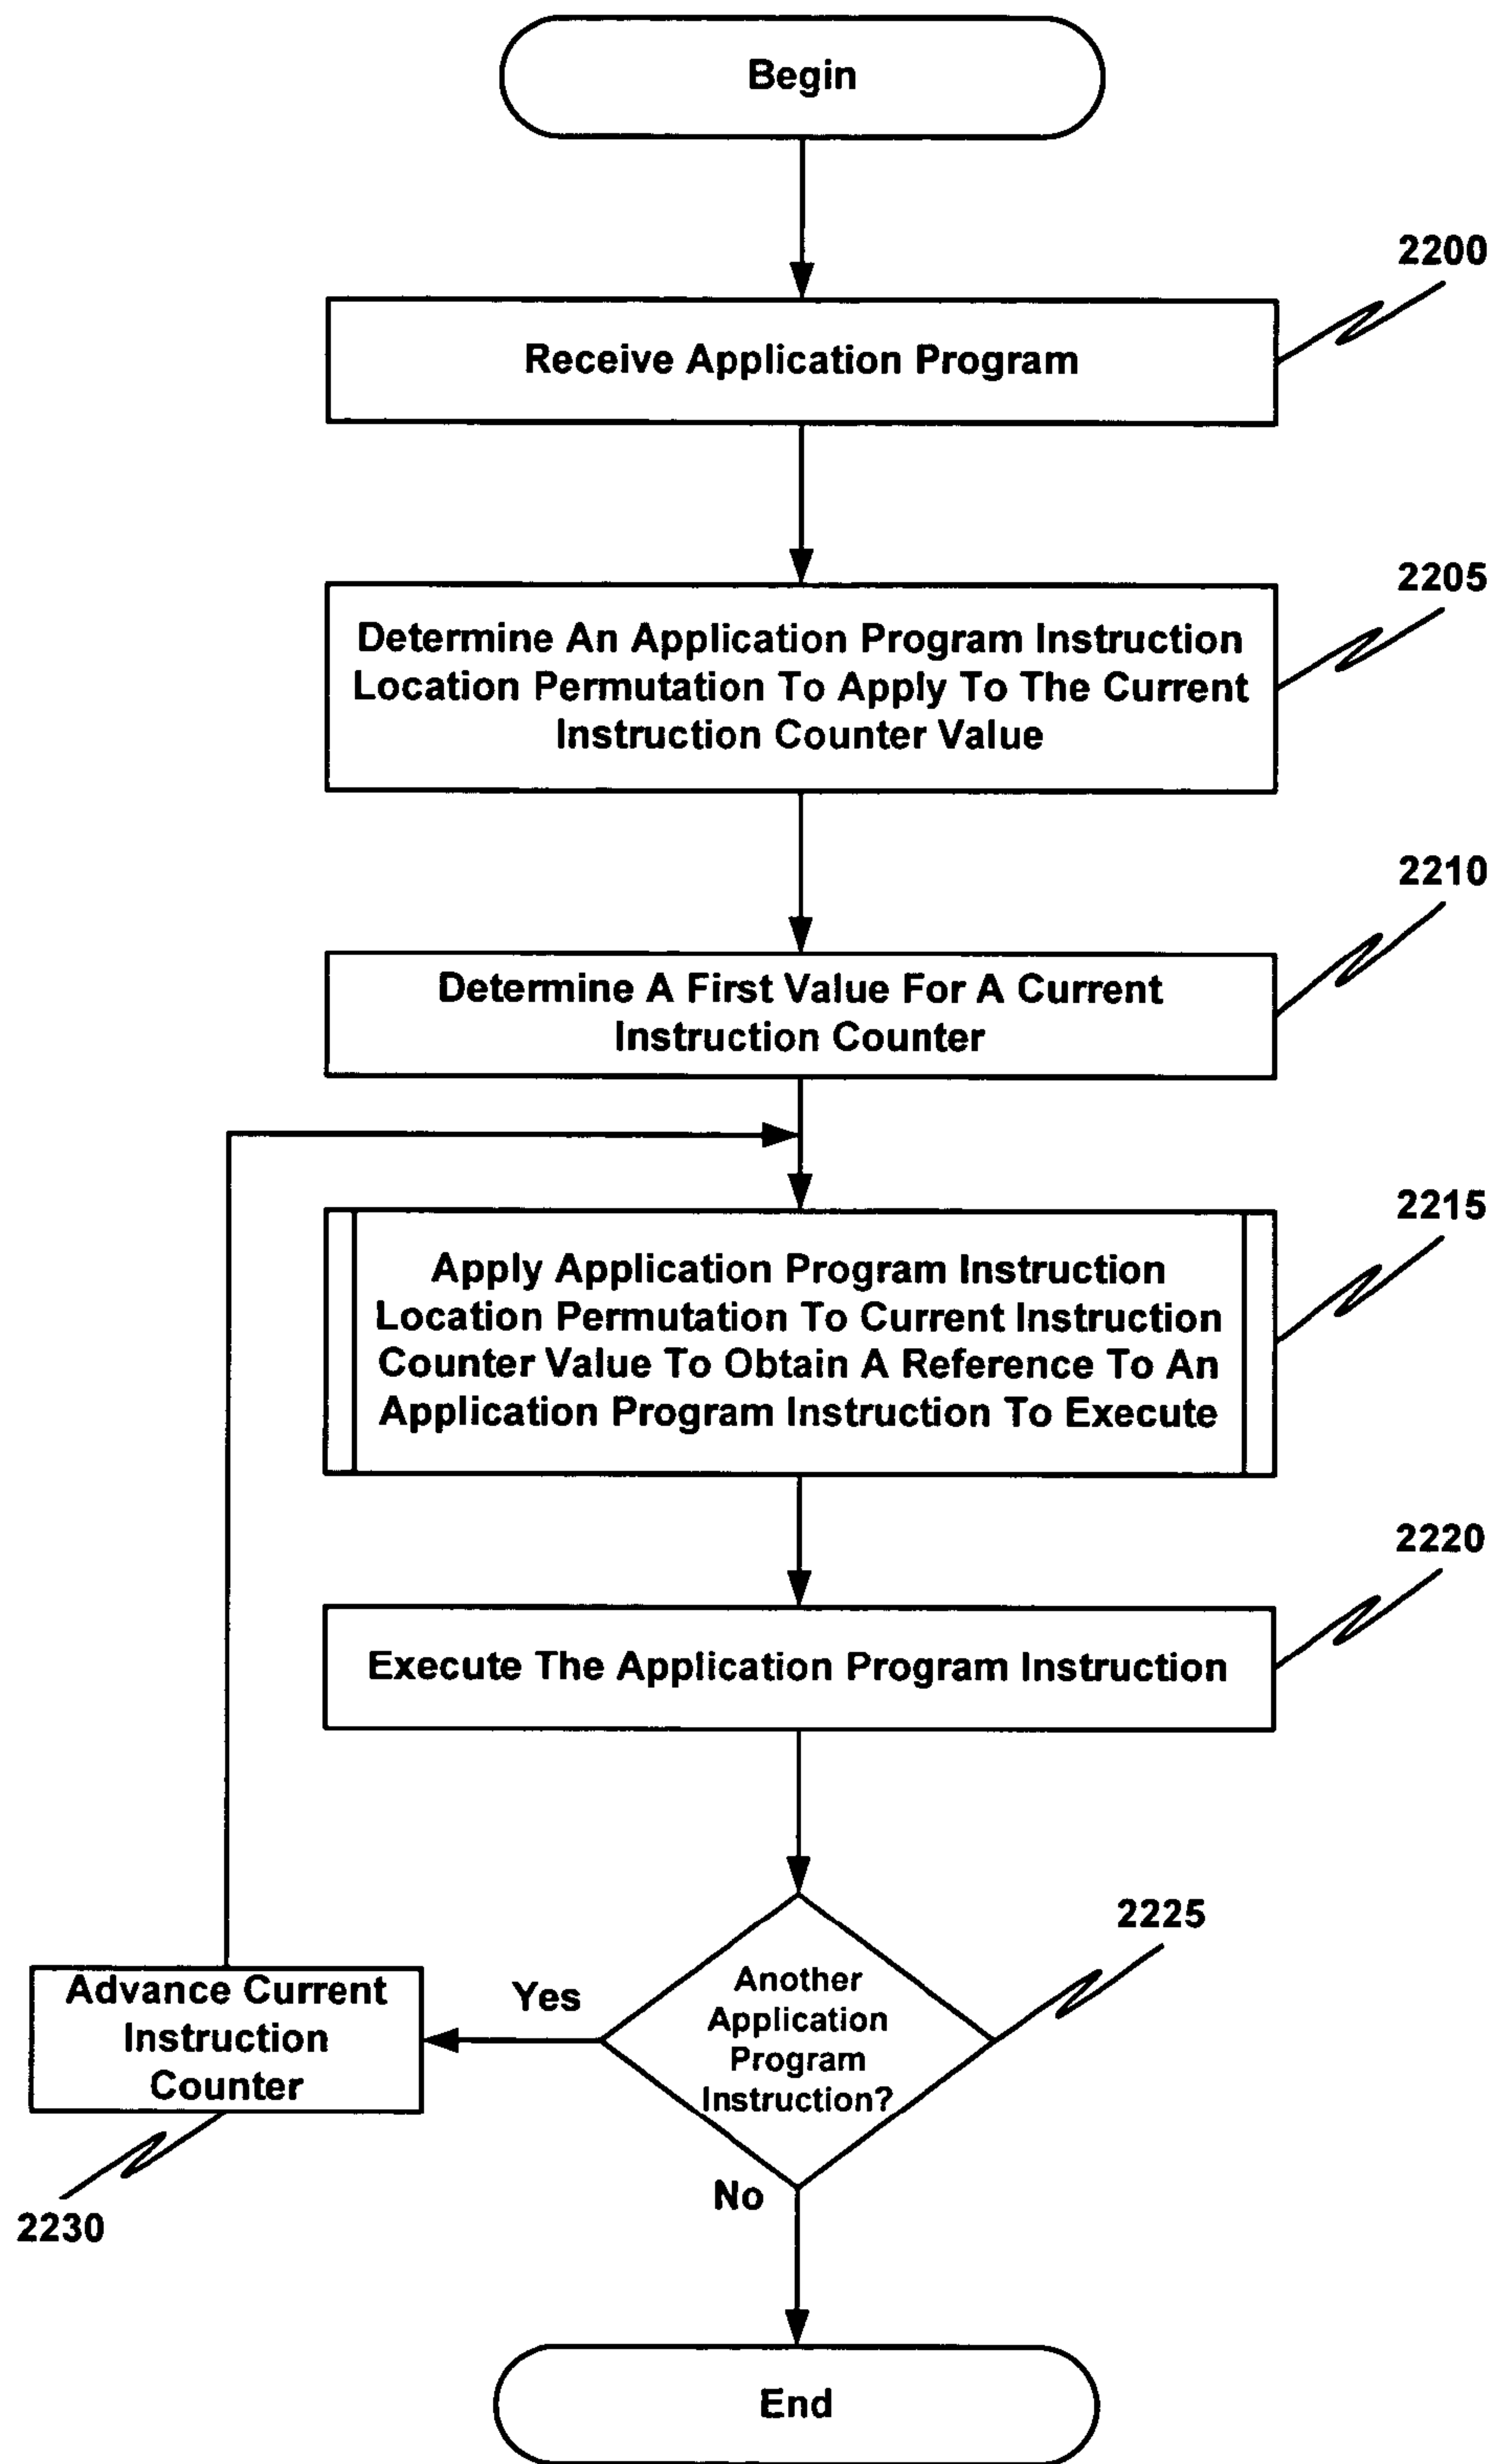 Begin
2200
Receive Application Program
2205
Determine An Application Program Instruction
Location Permutation To Apply To The Current
Instruction Counter Value
2210
Determine A First Value For A Current
Instruction Counter
2215
Apply Application Program Instruction
Location Permutation To Current Instruction
Counter Value To Obtain A Reference To An
Application Program Instruction To Execute
2220
Execute The Application Program Instruction
2225
Another
Application
Program
Instruction?
Yes
Advance Current
Instruction
Counter
2230
No
End